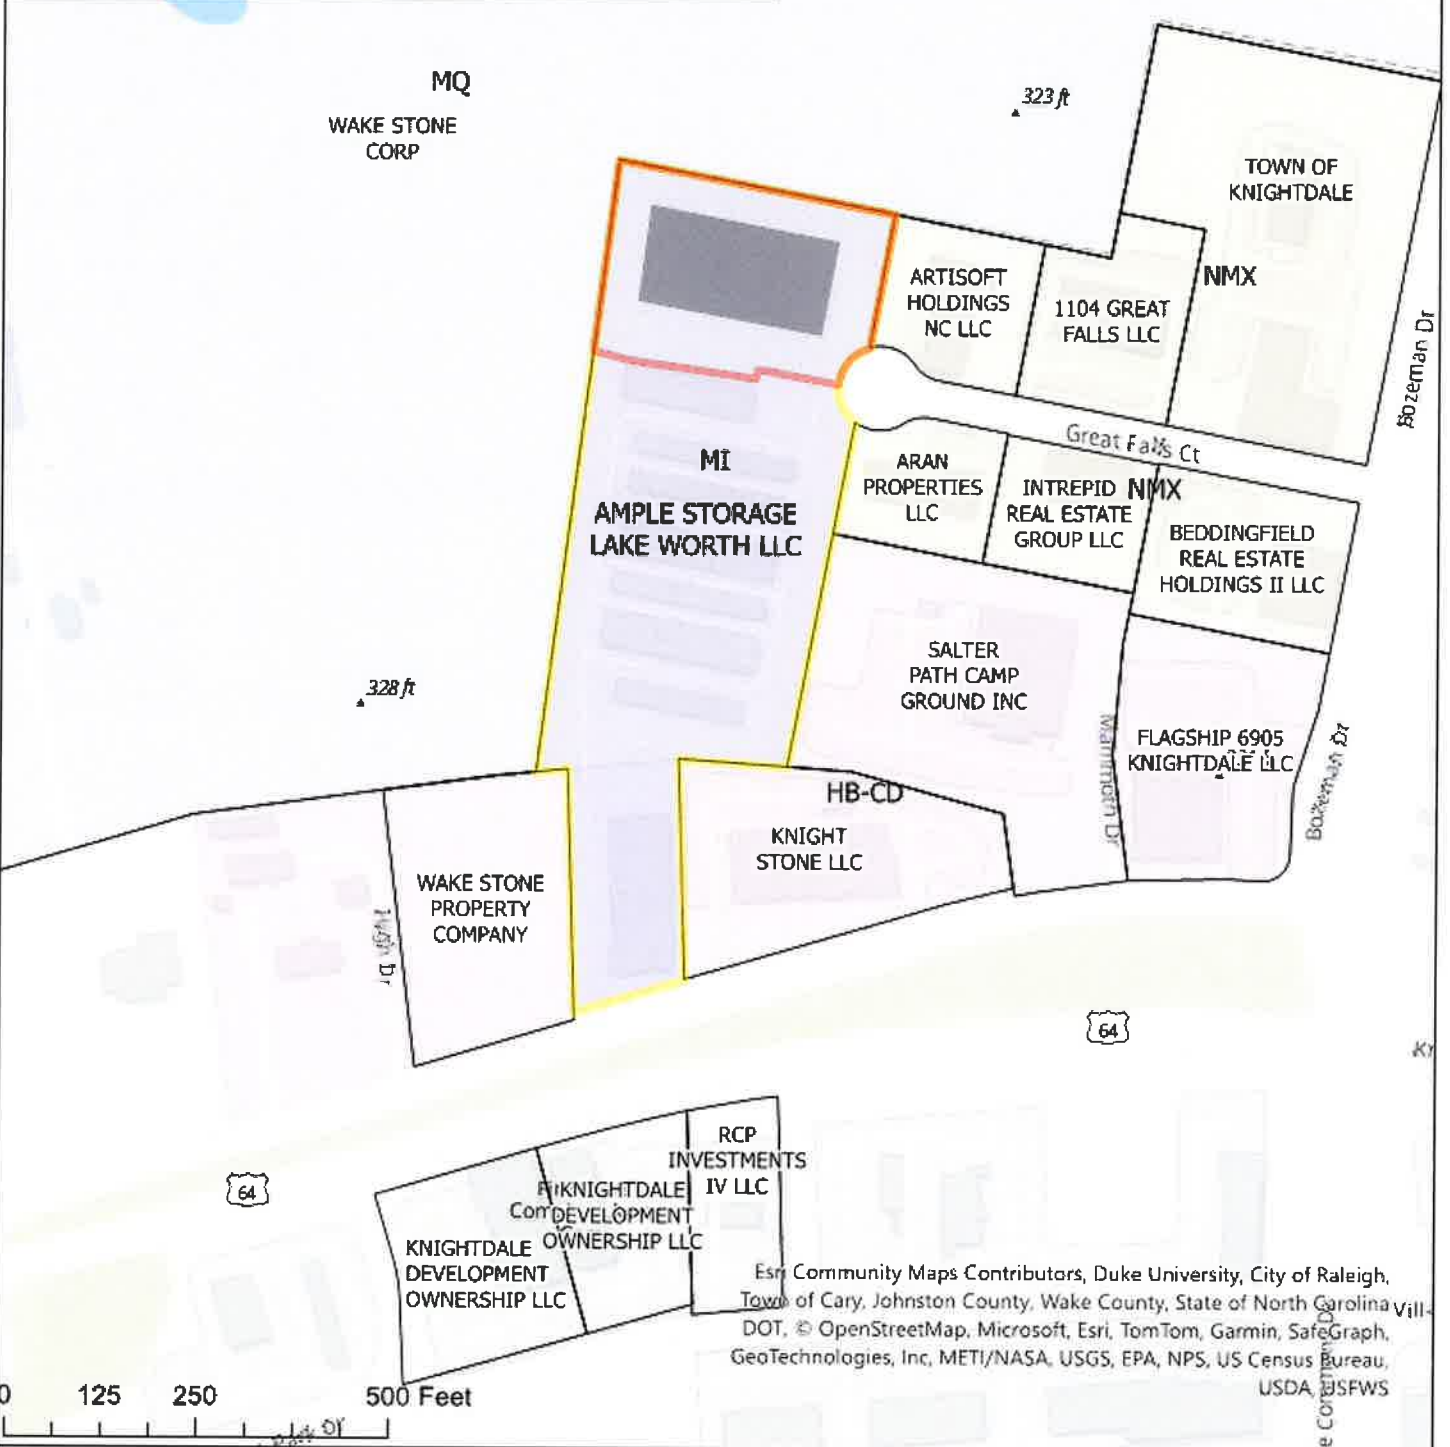 MQ
WAKE STONE
CORP
323 ft
TOWN OF
KNIGHTDALE
ARTISOFT
HOLDINGS
NC LLC
1104 GREAT
FALLS LLC
NMX
Bozeman Dr
Great Falls Ct
MI
AMPLE STORAGE
LAKE WORTH LLC
ARAN
PROPERTIES
LLC
INTREPID
REAL ESTATE
GROUP LLC
NMX
BEDDINGFIELD
REAL ESTATE
HOLDINGS II LLC
328 ft
SALTER
PATH CAMP
GROUND INC
Mammoth Dr
FLAGSHIP 6905
KNIGHTDALE LLC
Bozeman Dr
HB-CD
KNIGHT
STONE LLC
WAKE STONE
PROPERTY
COMPANY
Hugh Dr
64
Kr
64
RCP
INVESTMENTS
IV LLC
KNIGHTDALE
DEVELOPMENT
OWNERSHIP LLC
KNIGHTDALE
DEVELOPMENT
OWNERSHIP LLC
Esri Community Maps Contributors, Duke University, City of Raleigh,
Town of Cary, Johnston County, Wake County, State of North Carolina
DOT, © OpenStreetMap, Microsoft, Esri, TomTom, Garmin, SafeGraph,
GeoTechnologies, Inc, METI/NASA, USGS, EPA, NPS, US Census Bureau,
USDA, USFWS
Vill
0 125 250 500 Feet